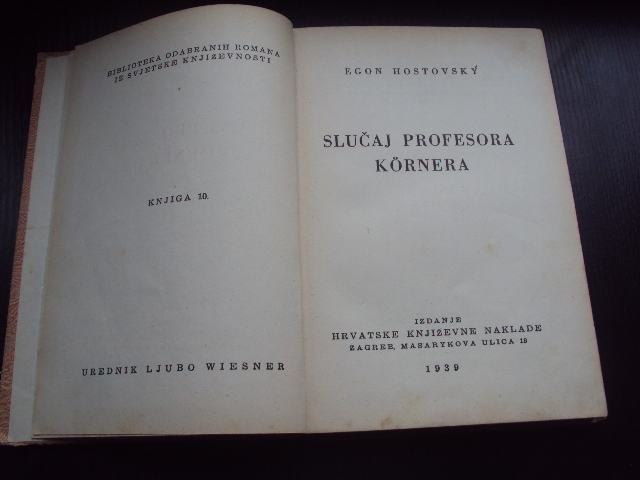 BIBLIOTEKA ODABRANIH ROMANA
IZ SVJETSKE KNJIŽEVNOSTI
KNJIGA 10.
UREDNIK LJUBO WIESNER
EGON HOSTOVSKÝ
SLUČAJ PROFESORA
KÖRNERA
IZDANJE
HRVATSKE KNJIŽEVNE NAKLADE
ZAGREB, MASARYKOVA ULICA 18
1939